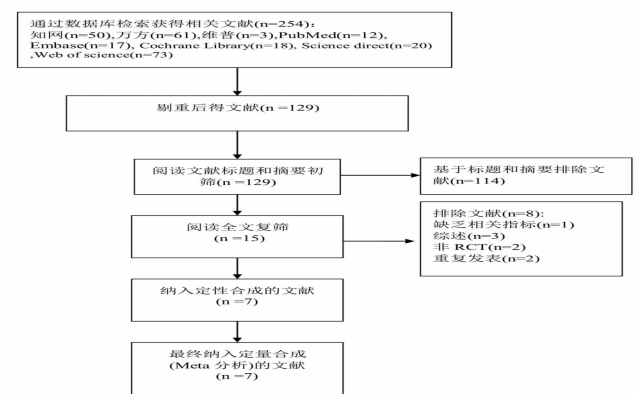 通过数据库检索获得相关文献(n=254):
知网(n=50),万方(n=61),维普(n=3),PubMed(n=12),
Embase(n=17), Cochrane Library(n=18), Science direct(n=20)
,Web of science(n=73)
剔重后得文献(n =129)
阅读文献标题和摘要初
筛(n =129)
基于标题和摘要排除文
献(n=114)
阅读全文复筛
(n =15)
排除文献(n=8):
缺乏相关指标(n=1)
综述(n=3)
非 RCT(n=2)
重复发表(n=2)
纳入定性合成的文献
(n =7)
最终纳入定量合成
(Meta 分析)的文献
(n =7)